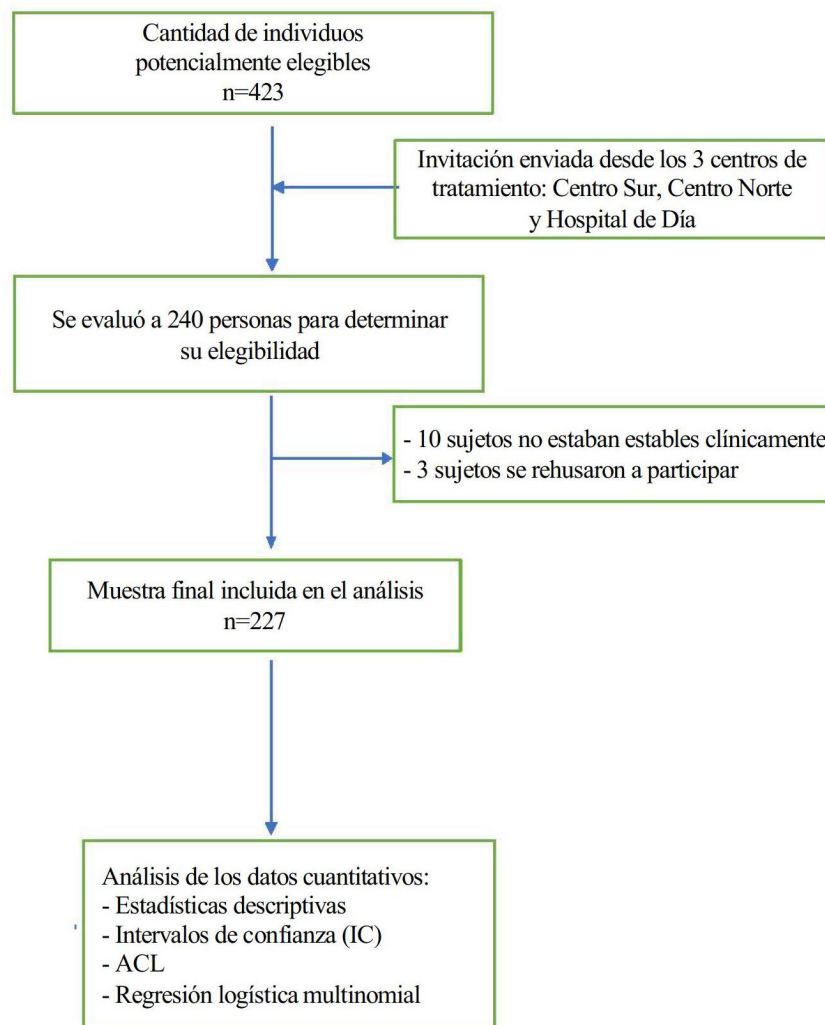 Cantidad de individuos
potencialmente elegibles
n=423
Invitación enviada desde los 3 centros de
tratamiento: Centro Sur, Centro Norte
y Hospital de Día
Se evaluó a 240 personas para determinar
su elegibilidad
- 10 sujetos no estaban estables clínicamente
- 3 sujetos se rehusaron a participar
Muestra final incluida en el análisis
n=227
Análisis de los datos cuantitativos:
- Estadísticas descriptivas
- Intervalos de confianza (IC)
- ACL
- Regresión logística multinomial